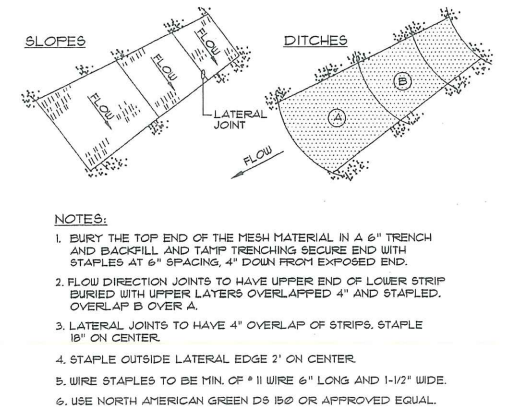 SLOPES
DITCHES
FLOW
FLOW
FLOW
LATERAL
JOINT
B
A
FLOW
NOTES:
1. BURY THE TOP END OF THE MESH MATERIAL IN A 6" TRENCH
AND BACKFILL AND TAMP TRENCHING SECURE END WITH
STAPLES AT 6" SPACING, 4" DOWN FROM EXPOSED END.
2. FLOW DIRECTION JOINTS TO HAVE UPPER END OF LOWER STRIP
BURIED WITH UPPER LAYERS OVERLAPPED 4" AND STAPLED.
OVERLAP B OVER A.
3. LATERAL JOINTS TO HAVE 4" OVERLAP OF STRIPS. STAPLE
18" ON CENTER.
4. STAPLE OUTSIDE LATERAL EDGE 2' ON CENTER.
5. WIRE STAPLES TO BE MIN. OF # 11 WIRE 6" LONG AND 1-1/2" WIDE.
6. USE NORTH AMERICAN GREEN DS 150 OR APPROVED EQUAL.